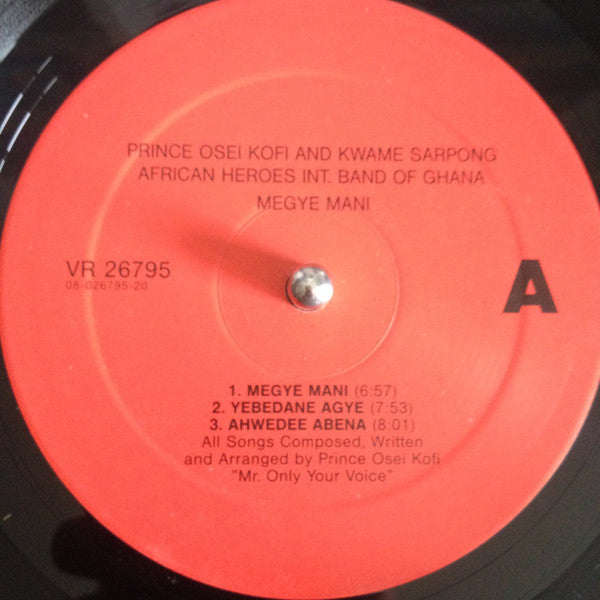 PRINCE OSEI KOFI AND KWAME SARPONG
AFRICAN HEROES INT. BAND OF GHANA
MEGYE MANI
VR 26795
08-026795-20
A
1. MEGYE MANI (6:57)
2. YEBEDANE AGYE (7:53)
3. AHWEDEE ABENA (8:01)
All Songs Composed, Written
and Arranged by Prince Osei Kofi
"Mr. Only Your Voice"